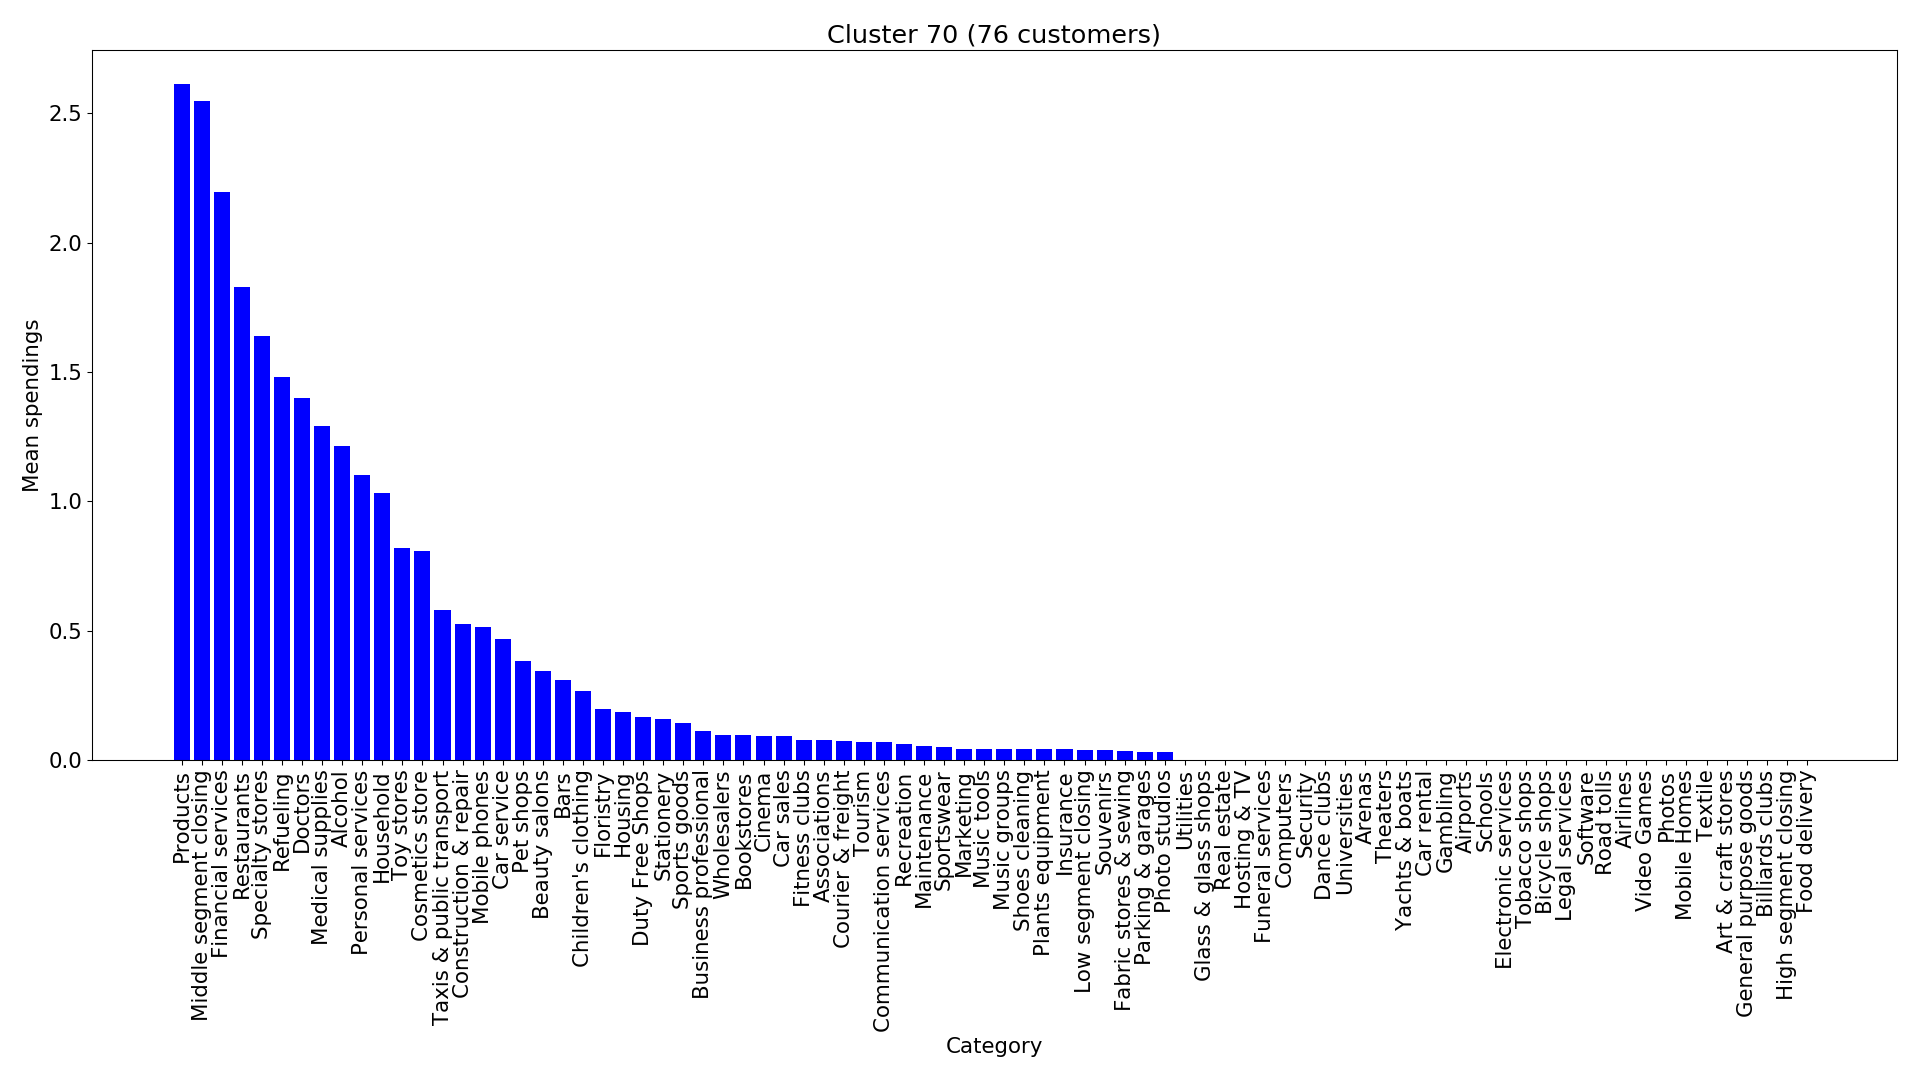 Cluster 70 (76 customers)
Mean spendings
2.5
2.0
1.5
1.0
0.5
0.0
Products
Middle segment closing
Financial services
Restaurants
Specialty stores
Refueling
Doctors
Medical supplies
Alcohol
Personal services
Household
Toy stores
Cosmetics store
Taxis & public transport
Construction & repair
Mobile phones
Car service
Pet shops
Beauty salons
Bars
Children's clothing
Floristry
Housing
Duty Free Shops
Stationery
Sports goods
Business professional
Wholesalers
Bookstores
Cinema
Car sales
Fitness clubs
Associations
Courier & freight
Tourism
Communication services
Recreation
Maintenance
Sportswear
Marketing
Music tools
Music groups
Shoes cleaning
Plants equipment
Insurance
Low segment closing
Souvenirs
Fabric stores & sewing
Parking & garages
Photo studios
Utilities
Glass & glass shops
Real estate
Hosting & TV
Funeral services
Computers
Security
Dance clubs
Universities
Arenas
Theaters
Yachts & boats
Car rental
Gambling
Airports
Schools
Electronic services
Tobacco shops
Bicycle shops
Legal services
Software
Road tolls
Airlines
Video Games
Photos
Mobile Homes
Textile
Art & craft stores
General purpose goods
Billiards clubs
High segment closing
Food delivery
Category